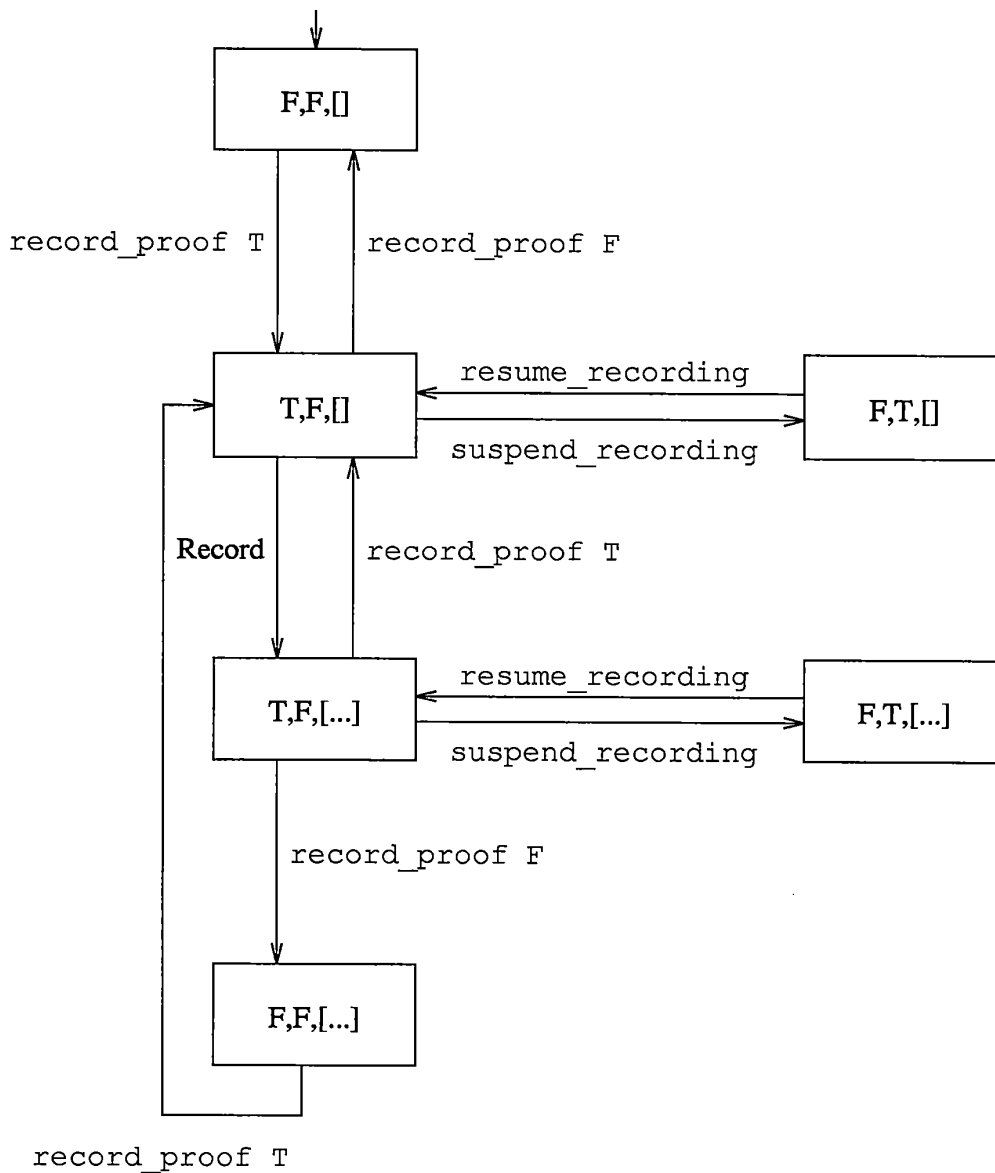 F,F,[]
record_proof T
record_proof F
T,F,[]
resume_recording
suspend_recording
F,T,[]
Record
record_proof T
T,F,[...]
resume_recording
suspend_recording
F,T,[...]
record_proof F
F,F,[...]
record_proof T